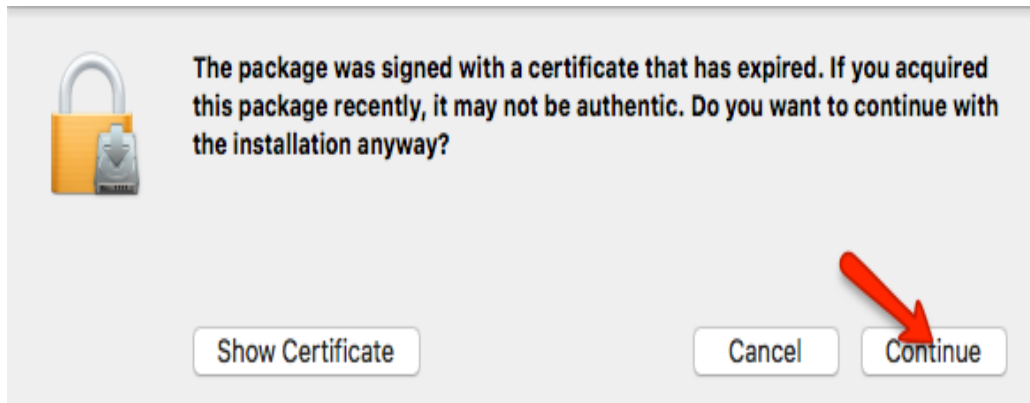 The package was signed with a certificate that has expired. If you acquired
this package recently, it may not be authentic. Do you want to continue with
the installation anyway?
Show Certificate
Cancel
Continue